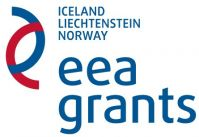 ICELAND
LIECHTENSTEIN
NORWAY
eea
grants